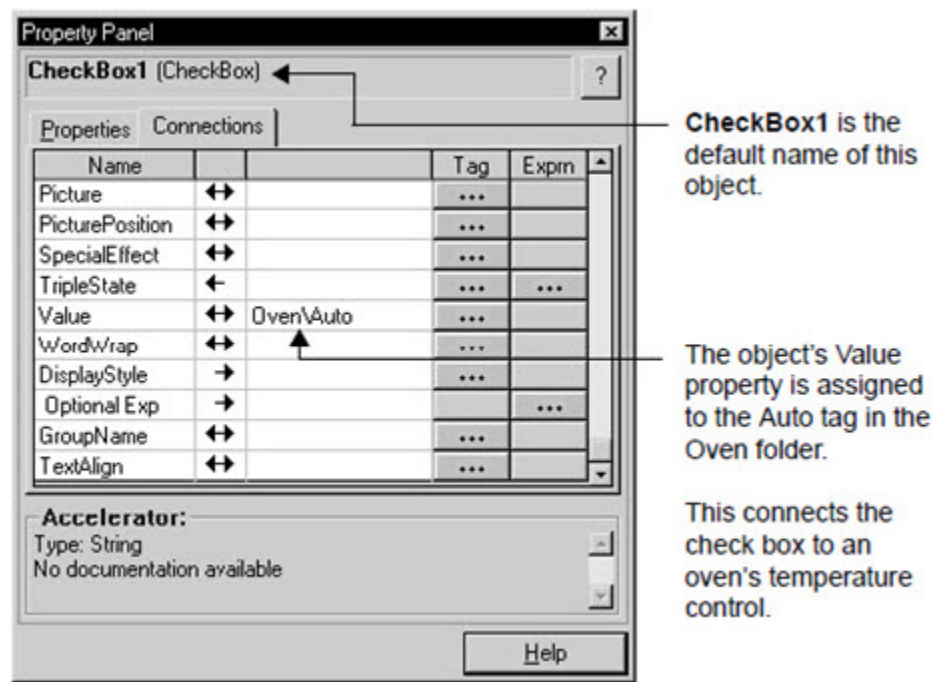 Property Panel
CheckBox1 (CheckBox)
?
Properties Connections
Name Tag Exprn
Picture ...
PicturePosition ...
SpecialEffect ...
TripleState ... ...
Value Oven\Auto ...
WordWrap ...
DisplayStyle ...
Optional Exp ...
GroupName ...
TextAlign ...
Accelerator:
Type: String
No documentation available
Help
CheckBox1 is the
default name of this
object.
The object's Value
property is assigned
to the Auto tag in the
Oven folder.
This connects the
check box to an
oven's temperature
control.